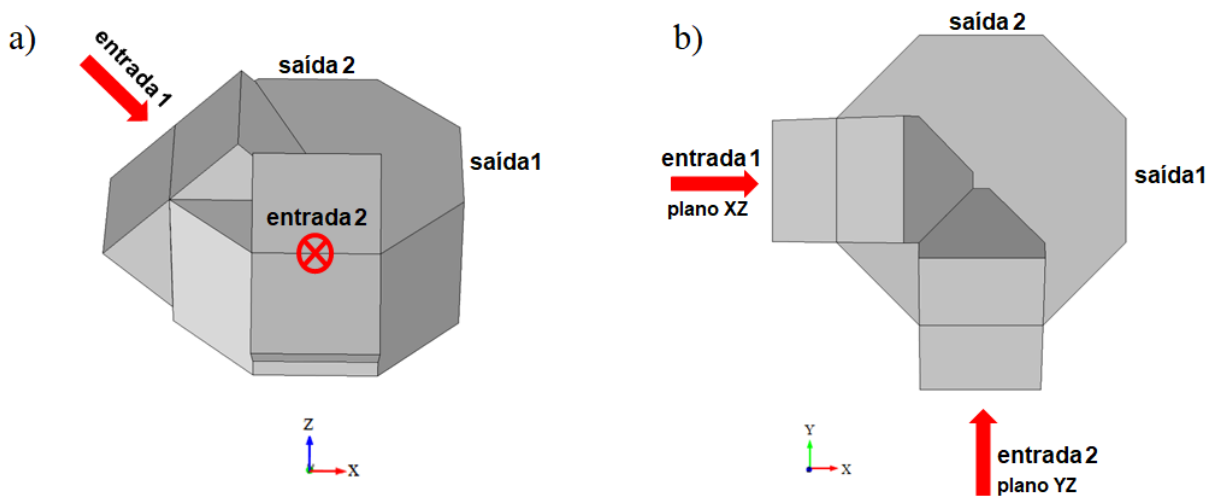 a)
entrada 1
saída 2
saída1
entrada 2
Z
Y
X
b)
saída 2
entrada 1
plano XZ
saída1
Y
X
entrada 2
plano YZ